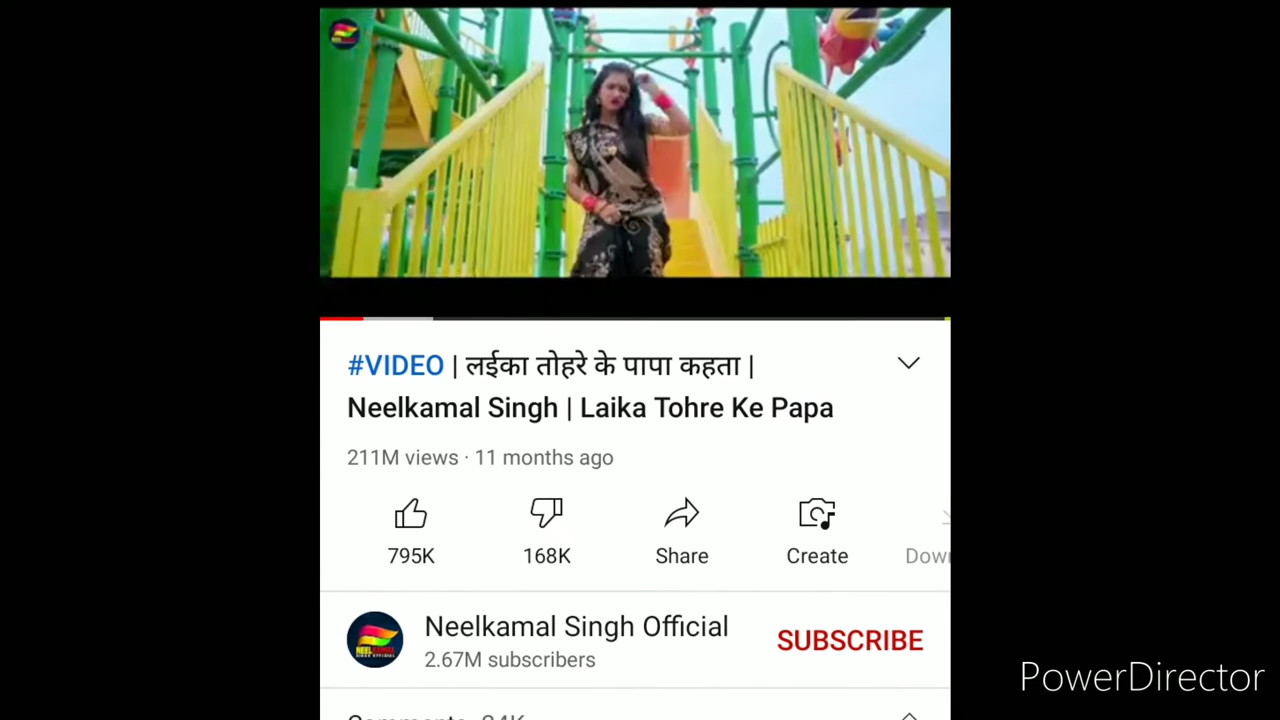 #VIDEO | लईका तोहरे के पापा कहता |
Neelkamal Singh | Laika Tohre Ke Papa
211M views · 11 months ago
795K
168K
Share
Create
Neelkamal Singh Official
2.67M subscribers
SUBSCRIBE
PowerDirector